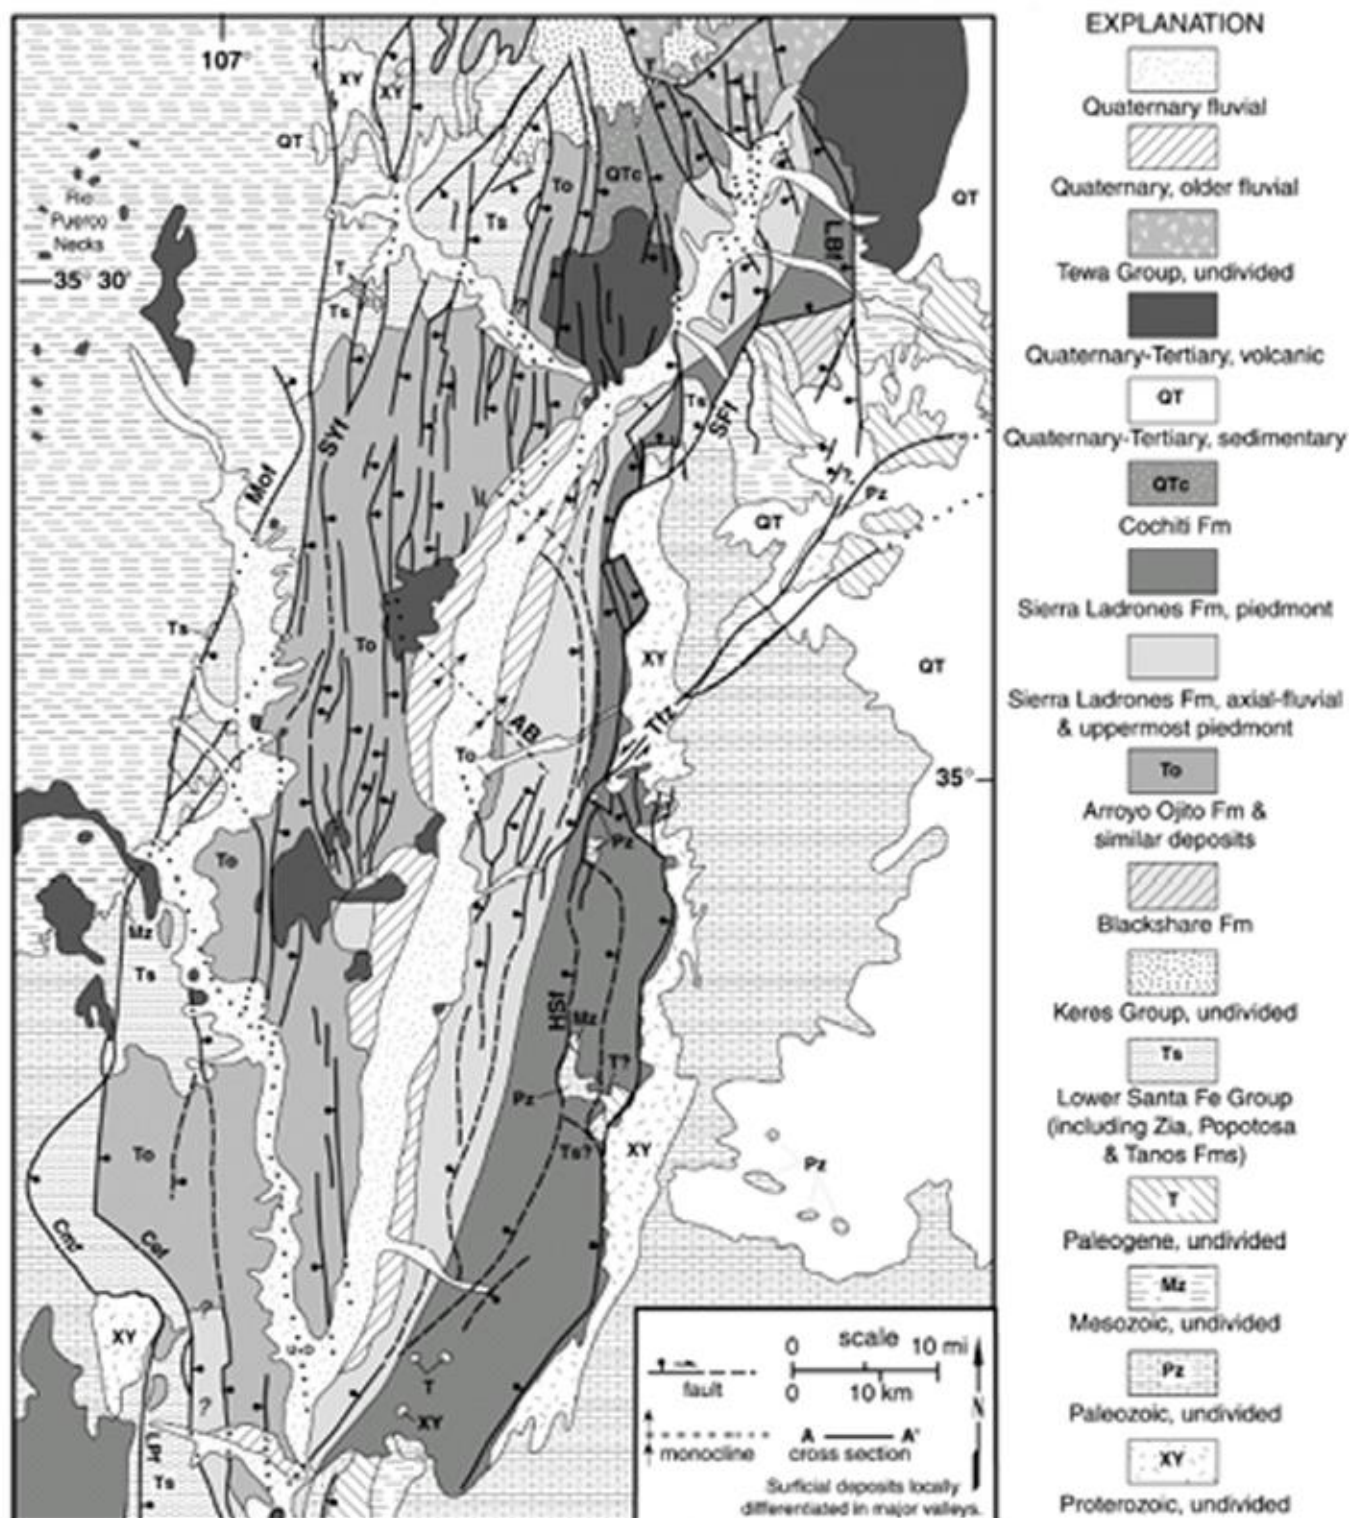 107°
XY
XY
T
QT
QTc
To
Rio
Puerco
Necks
Ts
QT
LBf
35° 30'
T
Ts
?
Ts
SFf
SYf
Mof
?
Pz
QT
Ts
To
XY
QT
AB
Tfz
To
35°
Pz
To
Mz
Ts
HSf
Mz
T?
Pz
Ts?
XY
Pz
To
Cmf
Cof
?
XY
U•D
T
?
XY
LPf
Ts
scale
0 10 mi
0 10 km
fault
N
A A'
monocline cross section
Surficial deposits locally
differentiated in major valleys.
EXPLANATION
Quaternary fluvial
Quaternary, older fluvial
Tewa Group, undivided
Quaternary-Tertiary, volcanic
QT
Quaternary-Tertiary, sedimentary
QTc
Cochiti Fm
Sierra Ladrones Fm, piedmont
Sierra Ladrones Fm, axial-fluvial
& uppermost piedmont
To
Arroyo Ojito Fm &
similar deposits
Blackshare Fm
Keres Group, undivided
Ts
Lower Santa Fe Group
(including Zia, Popotosa
& Tanos Fms)
T
Paleogene, undivided
Mz
Mesozoic, undivided
Pz
Paleozoic, undivided
XY
Proterozoic, undivided